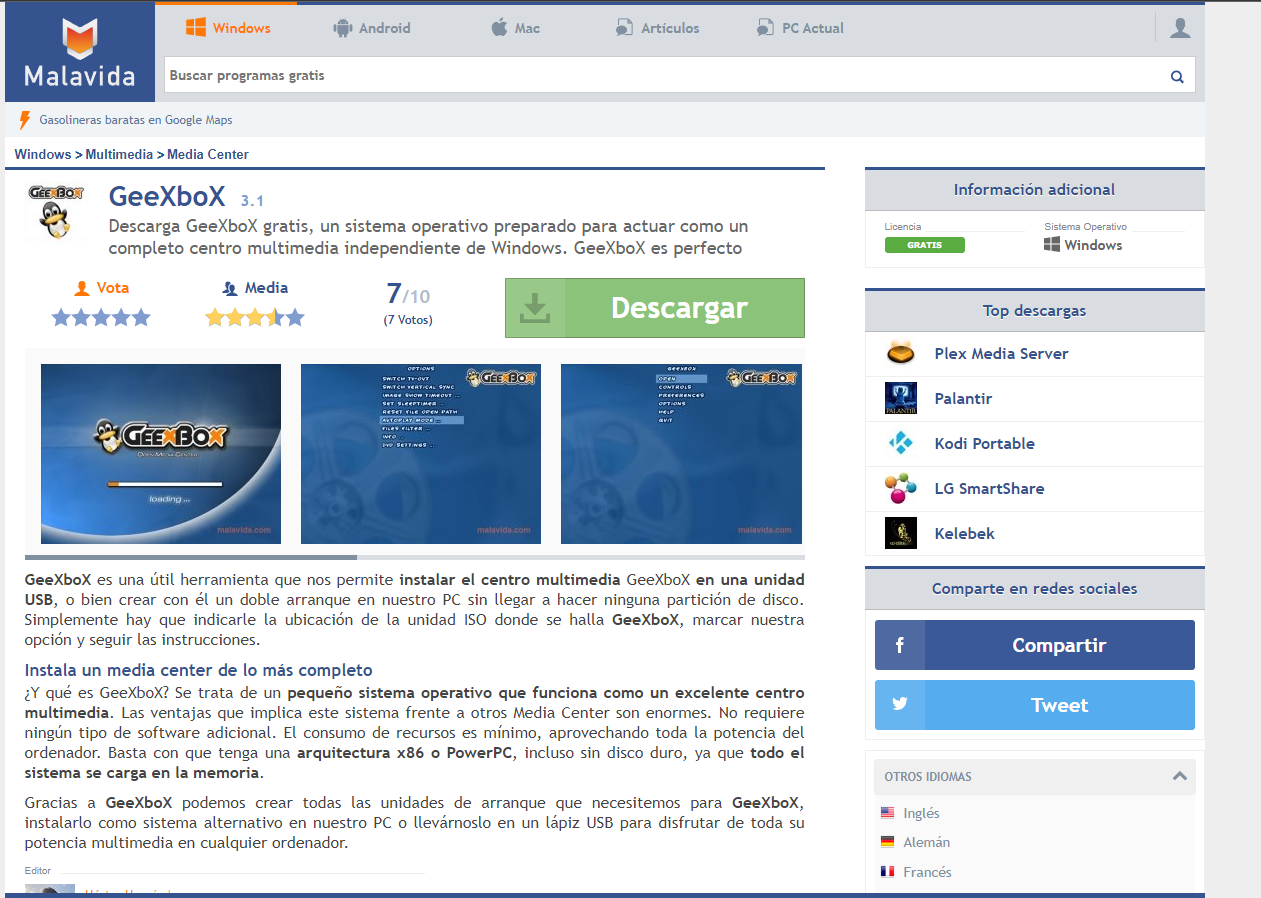 Malavida
Windows
Android
Mac
Artículos
PC Actual
Buscar programas gratis
Gasolineras baratas en Google Maps
Windows > Multimedia > Media Center
GEEXBOX
GeeXboX 3.1
Descarga GeeXboX gratis, un sistema operativo preparado para actuar como un
completo centro multimedia independiente de Windows. GeeXboX es perfecto
Vota
Media
7/10
(7 Votos)
Descargar
GEEXBOX
OPEN MEDIA CENTER
loading...
malavida.com
OPTIONS
GEEXBOX
SWITCH TV-OUT
SWITCH VERTICAL SYNC
IMAGE SHOW TIMEOUT ...
SET SLEEPTIMER ...
RESET FILE OPEN PATH
AUTOPLAY MODE ...
FILES FILTER ...
INFO ...
DVD SETTINGS ...
malavida.com
GEEXBOX
GEEXBOX
OPEN
CONTROLS
PREFERENCES
OPTIONS
HELP
QUIT
malavida.com
GeeXboX es una útil herramienta que nos permite instalar el centro multimedia GeeXboX en una unidad
USB, o bien crear con él un doble arranque en nuestro PC sin llegar a hacer ninguna partición de disco.
Simplemente hay que indicarle la ubicación de la unidad ISO donde se halla GeeXboX, marcar nuestra
opción y seguir las instrucciones.
Instala un media center de lo más completo
¿Y qué es GeeXboX? Se trata de un pequeño sistema operativo que funciona como un excelente centro
multimedia. Las ventajas que implica este sistema frente a otros Media Center son enormes. No requiere
ningún tipo de software adicional. El consumo de recursos es mínimo, aprovechando toda la potencia del
ordenador. Basta con que tenga una arquitectura x86 o PowerPC, incluso sin disco duro, ya que todo el
sistema se carga en la memoria.
Gracias a GeeXboX podemos crear todas las unidades de arranque que necesitemos para GeeXboX,
instalarlo como sistema alternativo en nuestro PC o llevárnoslo en un lápiz USB para disfrutar de toda su
potencia multimedia en cualquier ordenador.
Editor
Información adicional
Licencia
GRATIS
Sistema Operativo
Windows
Top descargas
Plex Media Server
PALANTIR
Palantir
Kodi Portable
LG SmartShare
Kelebek
Comparte en redes sociales
Compartir
Tweet
OTROS IDIOMAS
Inglés
Alemán
Francés